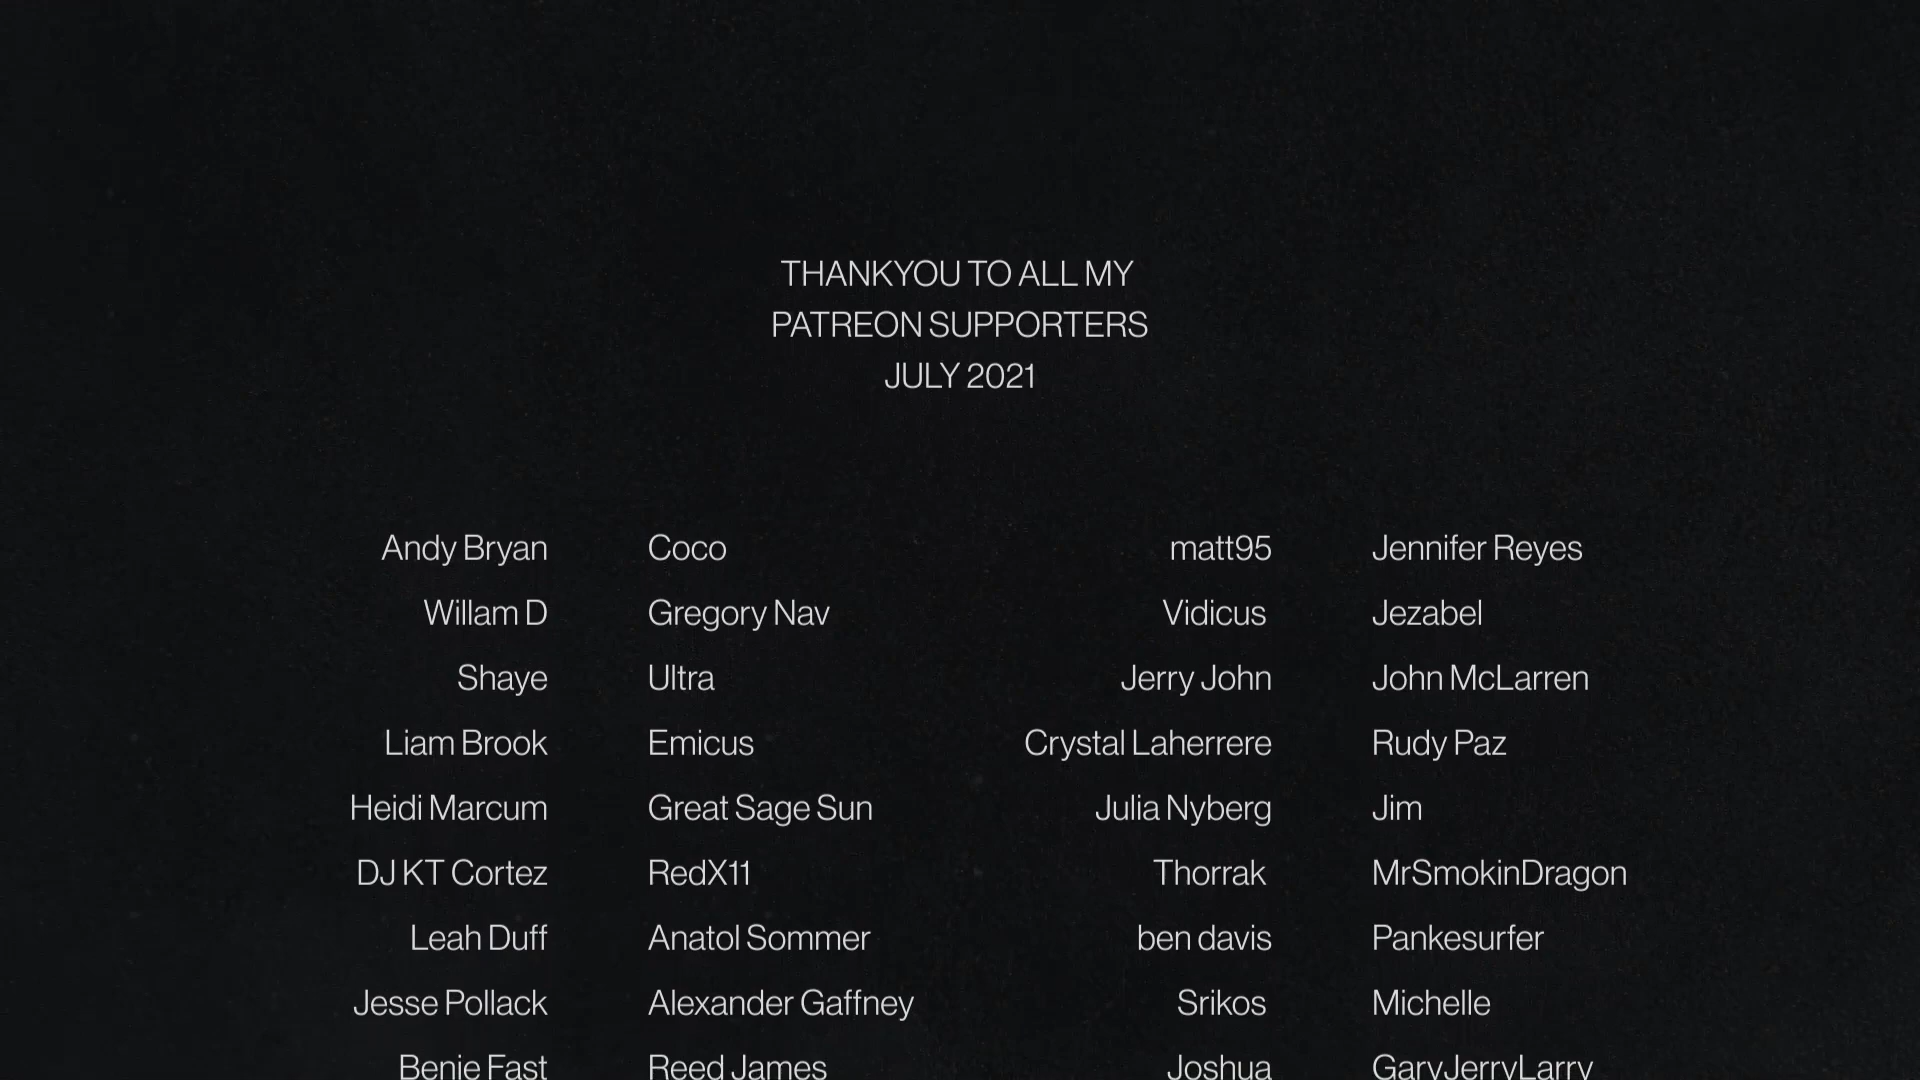 THANKYOU TO ALL MY
PATREON SUPPORTERS
JULY 2021
Andy Bryan Coco matt95 Jennifer Reyes
Willam D Gregory Nav Vidicus Jezabel
Shaye Ultra Jerry John John McLarren
Liam Brook Emicus Crystal Laherrere Rudy Paz
Heidi Marcum Great Sage Sun Julia Nyberg Jim
DJ KT Cortez RedX11 Thorrak MrSmokinDragon
Leah Duff Anatol Sommer ben davis Pankesurfer
Jesse Pollack Alexander Gaffney Srikos Michelle
Benie Fast Reed James Joshua GaryJerryLarry